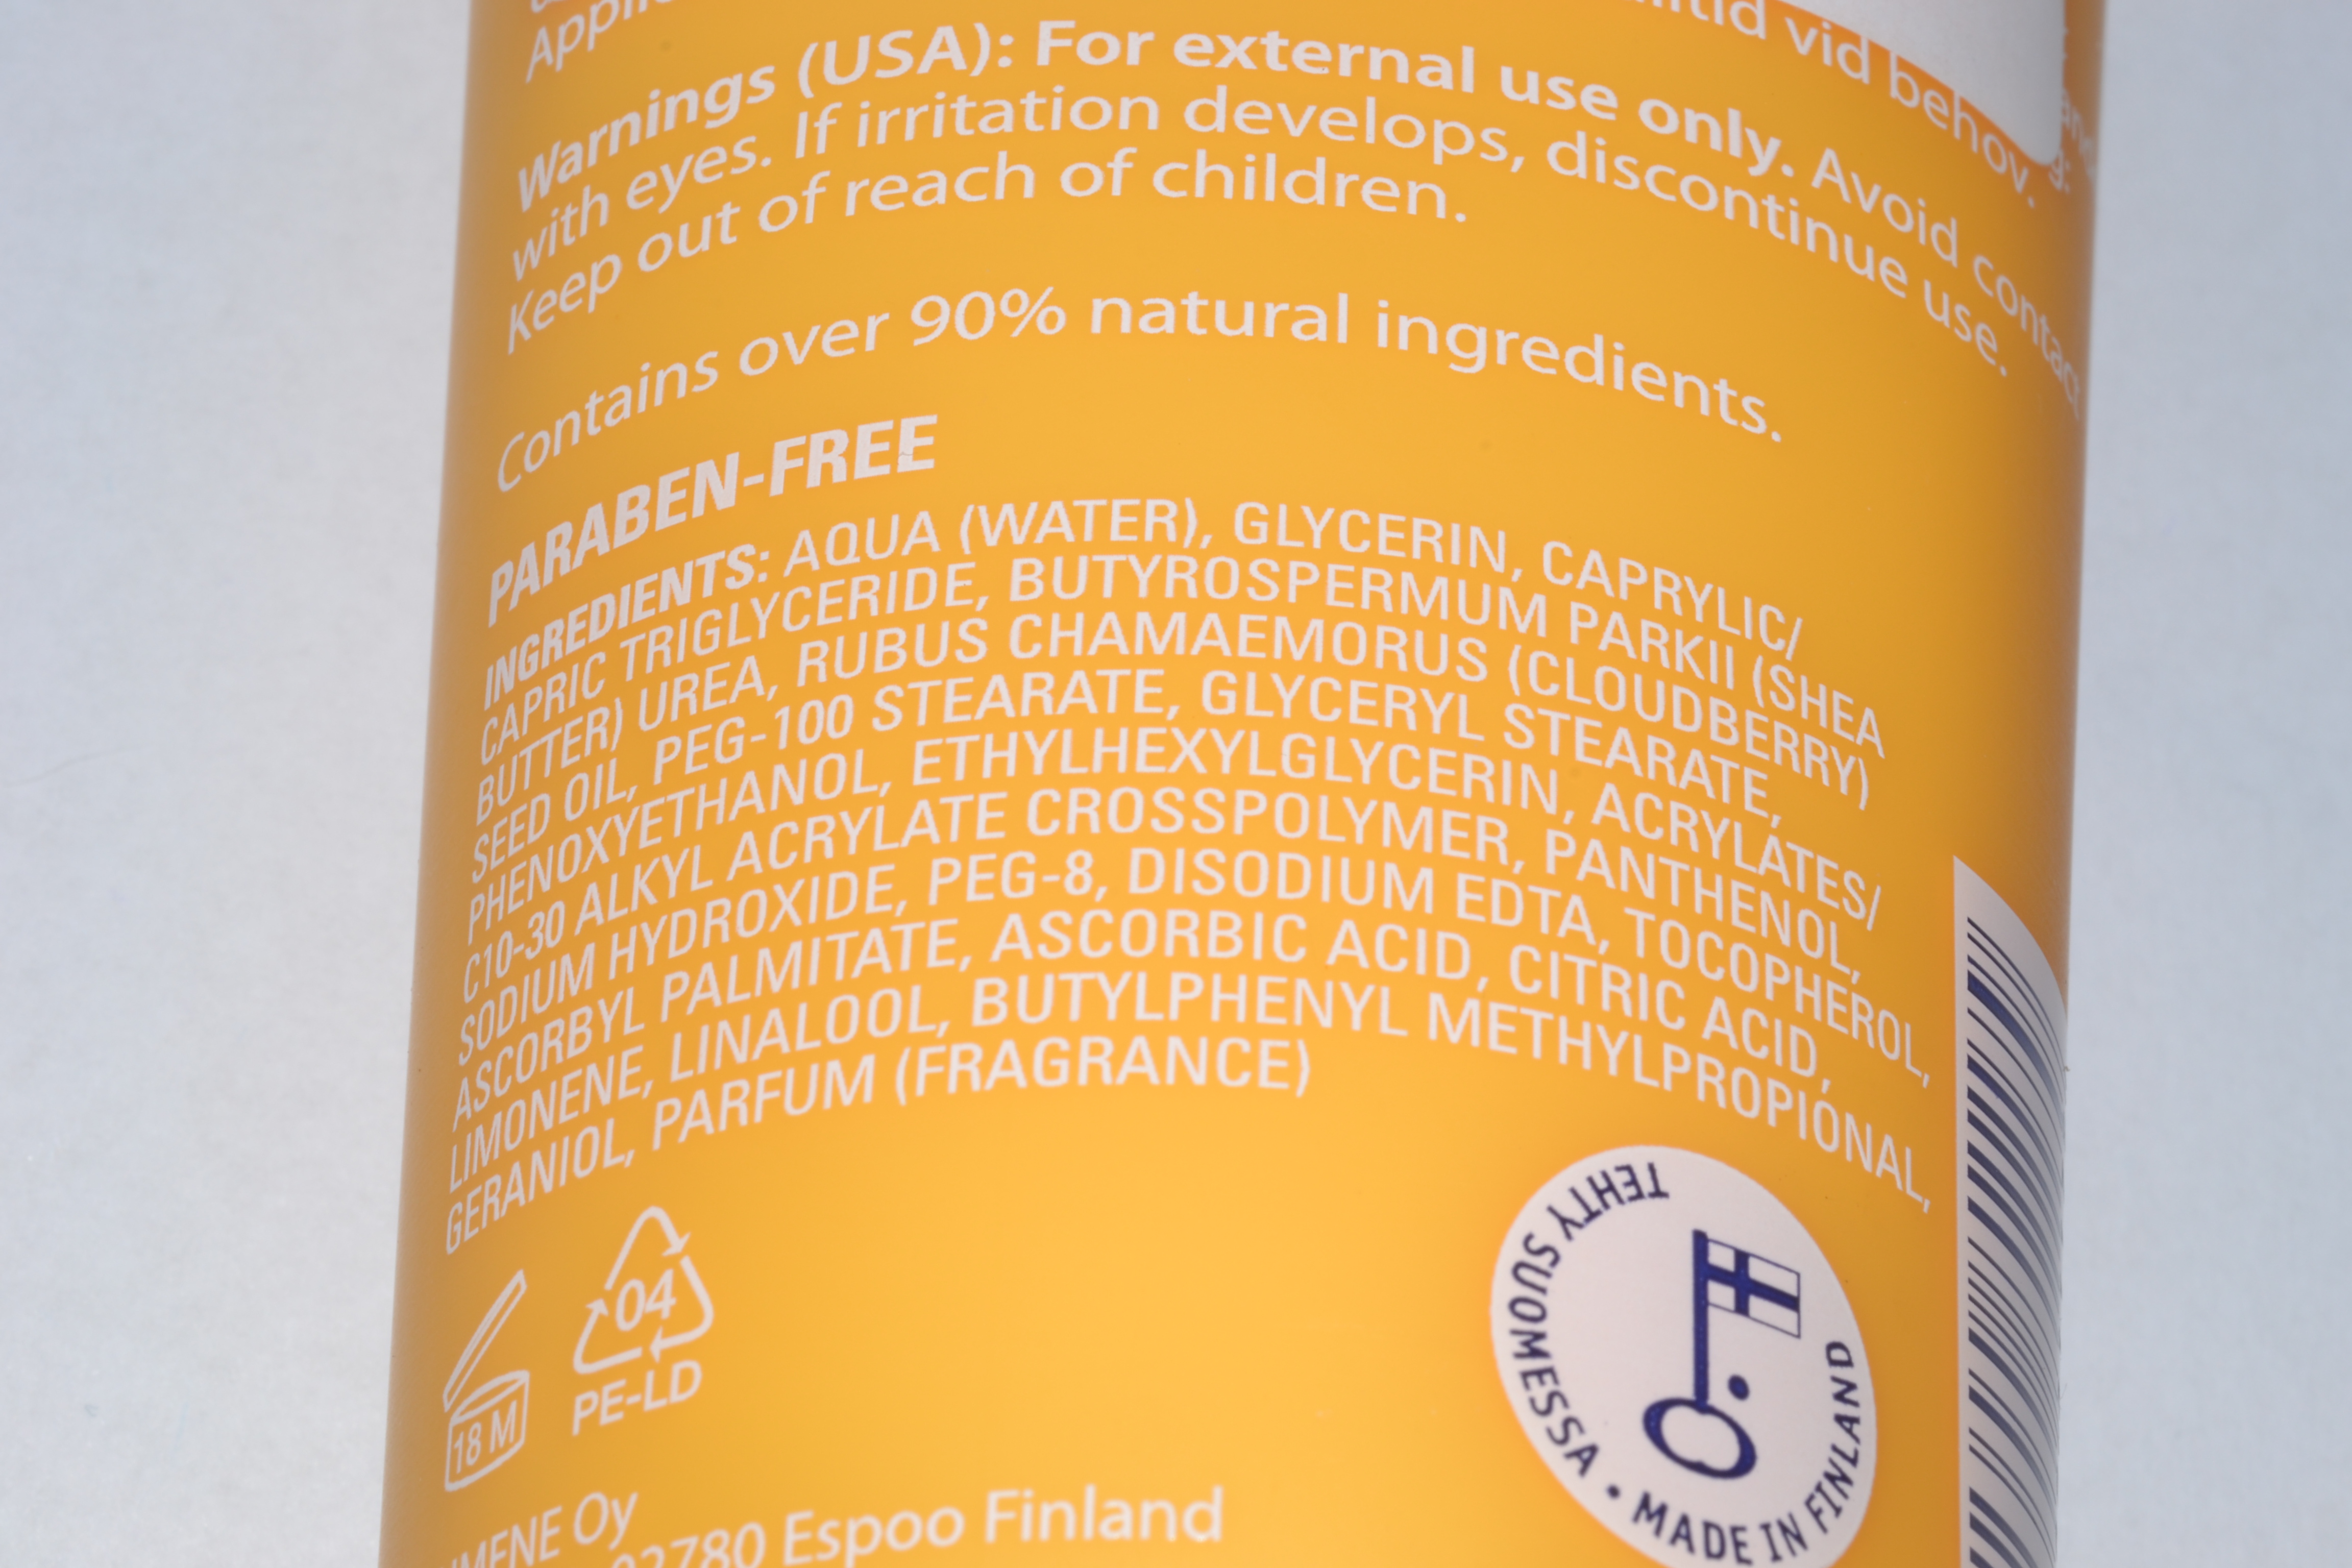 vid behov.
Warnings (USA): For external use only. Avoid contact
with eyes. If irritation develops, discontinue use.
Keep out of reach of children.
Contains over 90% natural ingredients.
PARABEN-FREE
INGREDIENTS: AQUA (WATER), GLYCERIN, CAPRYLIC/
CAPRIC TRIGLYCERIDE, BUTYROSPERMUM PARKII (SHEA
BUTTER) UREA, RUBUS CHAMAEMORUS (CLOUDBERRY)
SEED OIL, PEG-100 STEARATE, GLYCERYL STEARATE,
PHENOXYETHANOL, ETHYLHEXYLGLYCERIN, ACRYLATES/
C10-30 ALKYL ACRYLATE CROSSPOLYMER, PANTHENOL,
SODIUM HYDROXIDE, PEG-8, DISODIUM EDTA, TOCOPHEROL,
ASCORBYL PALMITATE, ASCORBIC ACID, CITRIC ACID,
LIMONENE, LINALOOL, BUTYLPHENYL METHYLPROPIONAL,
GERANIOL, PARFUM (FRAGRANCE)
18 M
04
PE-LD
TEHTY SUOMESSA • MADE IN FINLAND
Oy
02780 Espoo Finland